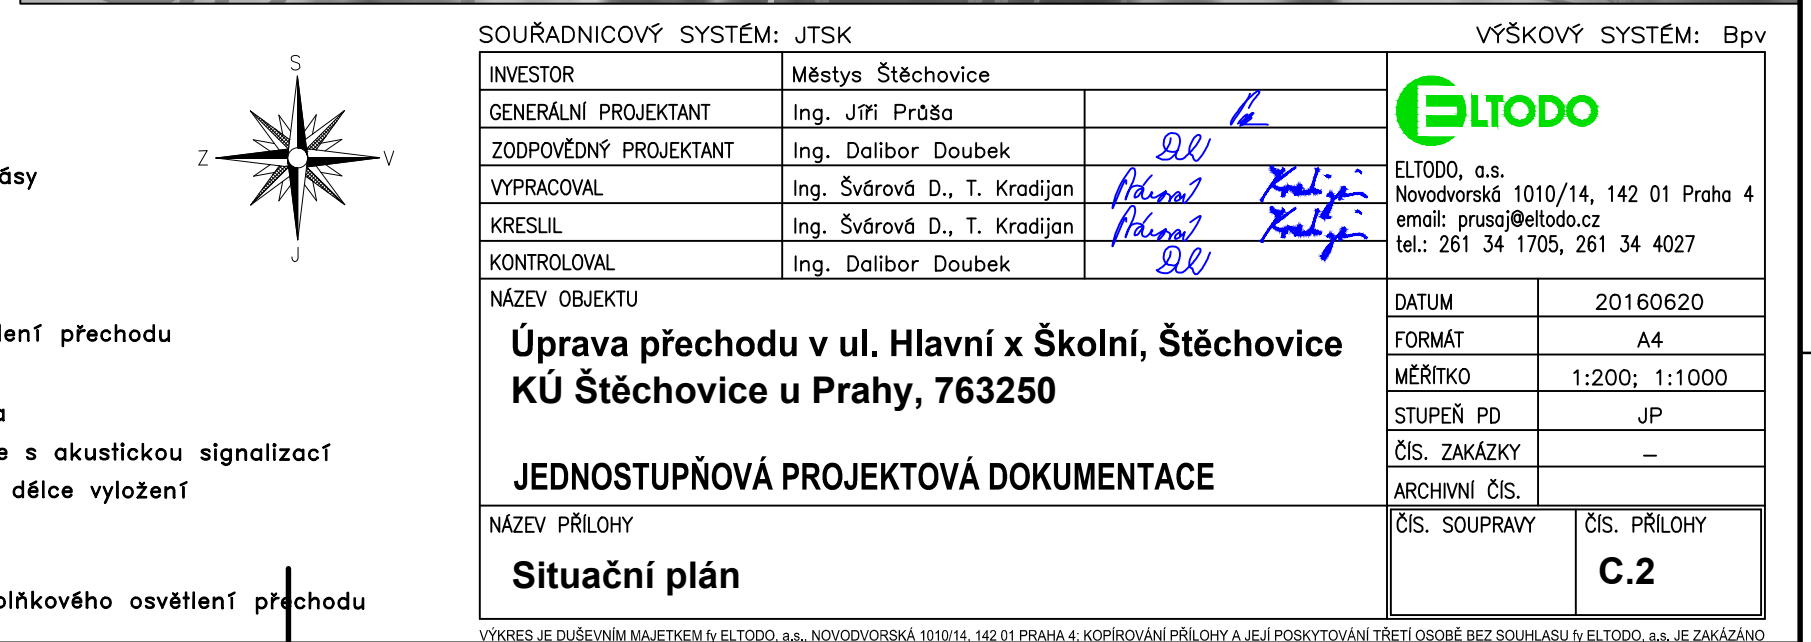 SOUŘADNICOVÝ SYSTÉM: JTSK
VÝŠKOVÝ SYSTÉM: Bpv
S
Z
V
J
ásy
lení přechodu
a
e s akustickou signalizací
délce vyložení
olňkového osvětlení přechodu
INVESTOR Městys Štěchovice
GENERÁLNÍ PROJEKTANT Ing. Jíři Průša
ZODPOVĚDNÝ PROJEKTANT Ing. Dalibor Doubek
VYPRACOVAL Ing. Švárová D., T. Kradijan
KRESLIL Ing. Švárová D., T. Kradijan
KONTROLOVAL Ing. Dalibor Doubek
ELTODO
ELTODO, a.s.
Novodvorská 1010/14, 142 01 Praha 4
email: prusaj@eltodo.cz
tel.: 261 34 1705, 261 34 4027
NÁZEV OBJEKTU
Úprava přechodu v ul. Hlavní x Školní, Štěchovice
KÚ Štěchovice u Prahy, 763250
JEDNOSTUPŇOVÁ PROJEKTOVÁ DOKUMENTACE
DATUM 20160620
FORMÁT A4
MĚŘÍTKO 1:200; 1:1000
STUPEŇ PD JP
ČÍS. ZAKÁZKY –
ARCHIVNÍ ČÍS.
NÁZEV PŘÍLOHY
Situační plán
ČÍS. SOUPRAVY
ČÍS. PŘÍLOHY
C.2
VÝKRES JE DUŠEVNÍM MAJETKEM fy ELTODO, a.s., NOVODVORSKÁ 1010/14, 142 01 PRAHA 4; KOPÍROVÁNÍ PŘÍLOHY A JEJÍ POSKYTOVÁNÍ TŘETÍ OSOBĚ BEZ SOUHLASU fy ELTODO, a.s. JE ZAKÁZÁNO